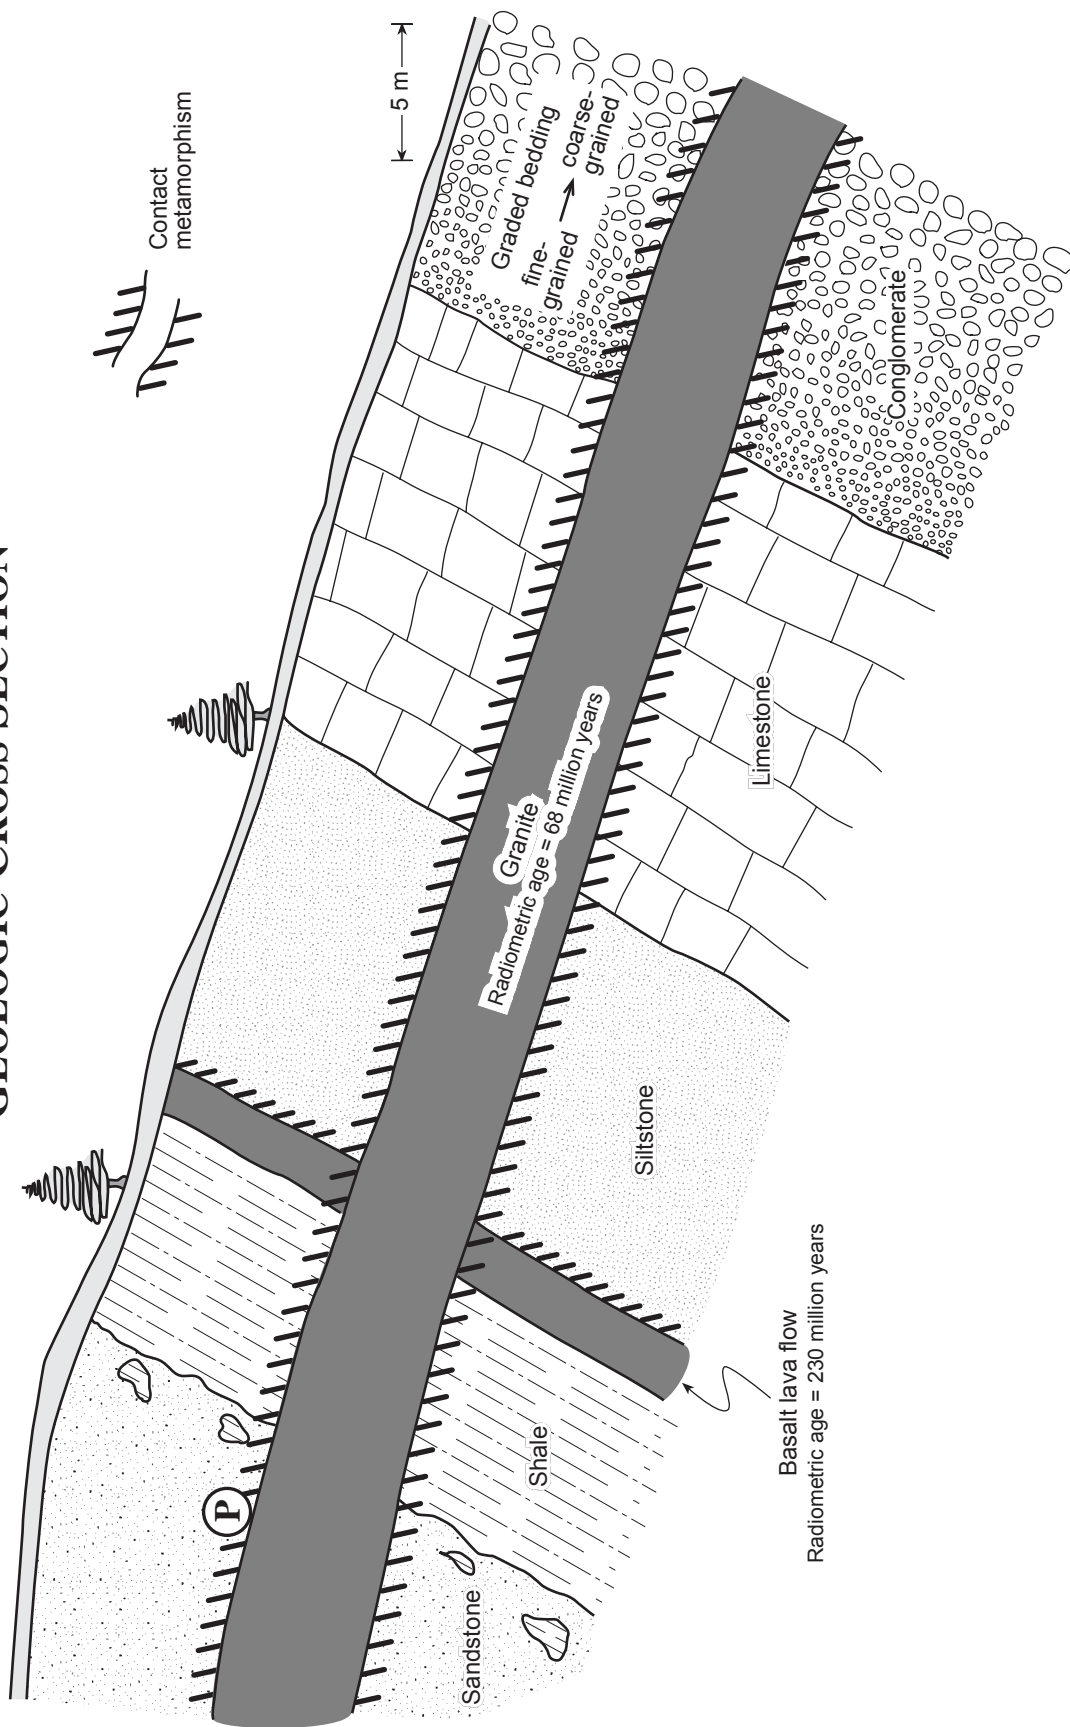 GEOLOGIC CROSS SECTION
Contact
metamorphism
5 m
Graded bedding
fine-
grained
coarse-
grained
Conglomerate
Limestone
Granite
Radiometric age = 68 million years
Siltstone
P
Shale
Sandstone
Basalt lava flow
Radiometric age = 230 million years